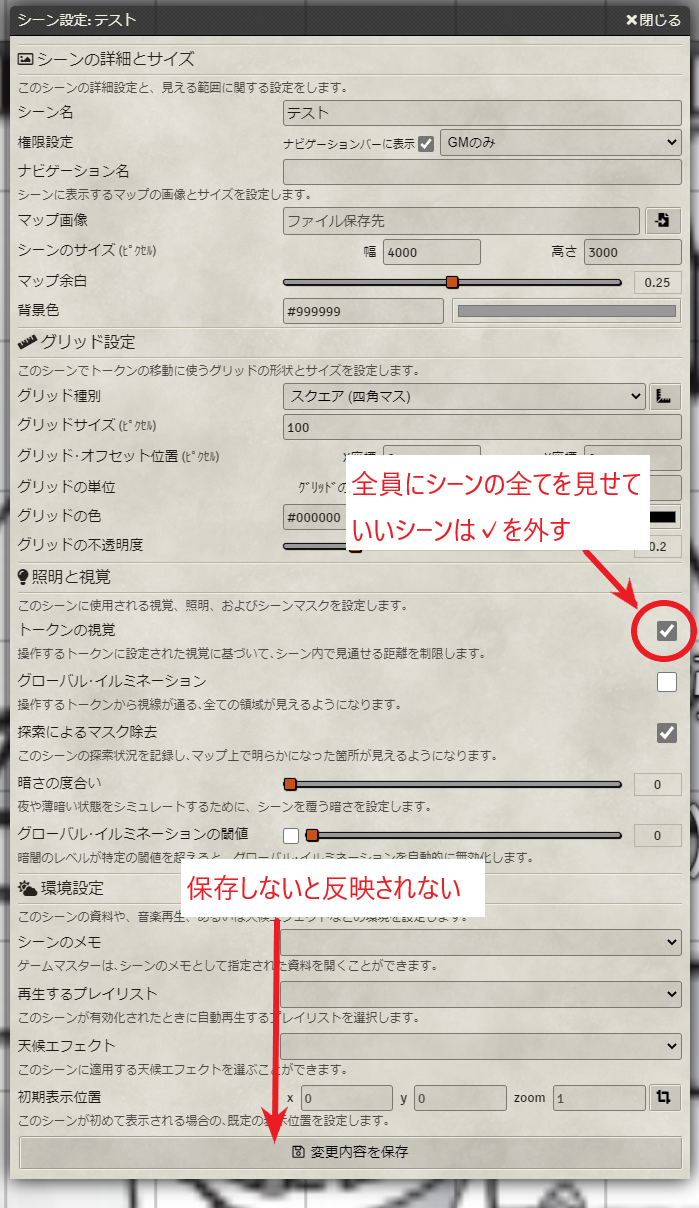 シーン設定: テスト
×閉じる
シーンの詳細とサイズ
このシーンの詳細設定と、見える範囲に関する設定をします。
シーン名
テスト
権限設定
ナビゲーションバーに表示
GMのみ
ナビゲーション名
シーンに表示するマップの画像とサイズを設定します。
マップ画像
ファイル保存先
シーンのサイズ (ﾋﾟｸｾﾙ)
幅 4000
高さ 3000
マップ余白
0.25
背景色
#999999
グリッド設定
このシーンでトークンの移動に使うグリッドの形状とサイズを設定します。
グリッド種別
スクエア (四角マス)
グリッドサイズ (ﾋﾟｸｾﾙ)
100
グリッド・オフセット位置 (ﾋﾟｸｾﾙ)
グリッドの単位
ｸﾞﾘｯﾄﾞの
グリッドの色
#000000
グリッドの不透明度
0.2
全員にシーンの全てを見せて
いいシーンは✓を外す
照明と視覚
このシーンに使用される視覚、照明、およびシーンマスクを設定します。
トークンの視覚
操作するトークンに設定された視覚に基づいて、シーン内で見通せる距離を制限します。
グローバル・イルミネーション
操作するトークンから視線が通る、全ての領域が見えるようになります。
探索によるマスク除去
このシーンの探索状況を記録し、マップ上で明らかになった箇所が見えるようになります。
暗さの度合い
0
夜や薄暗い状態をシミュレートするために、シーンを覆う暗さを設定します。
グローバル・イルミネーションの閾値
0
暗闇のレベルが特定の閾値を超えると、グローバル・イルミネーションを自動的に無効化します。
環境設定
保存しないと反映されない
このシーンの資料や、音楽再生、あるいは天候エフェクトなどの環境を設定します。
シーンのメモ
ゲームマスターは、シーンのメモとして指定された資料を開くことができます。
再生するプレイリスト
このシーンが有効化されたときに自動再生するプレイリストを選択します。
天候エフェクト
このシーンに適用する天候エフェクトを選ぶことができます。
初期表示位置
x 0
y 0
zoom 1
このシーンが初めて表示される場合の、既定の表示位置を設定します。
変更内容を保存